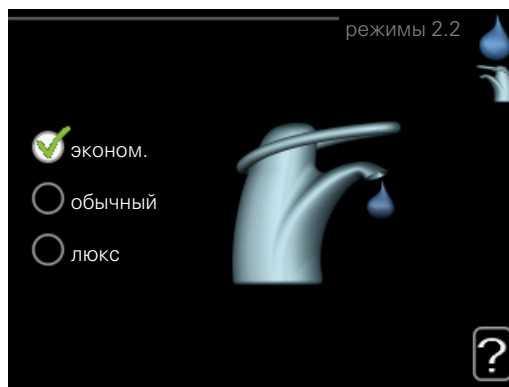 режимы 2.2
эконом.
обычный
люкс
?